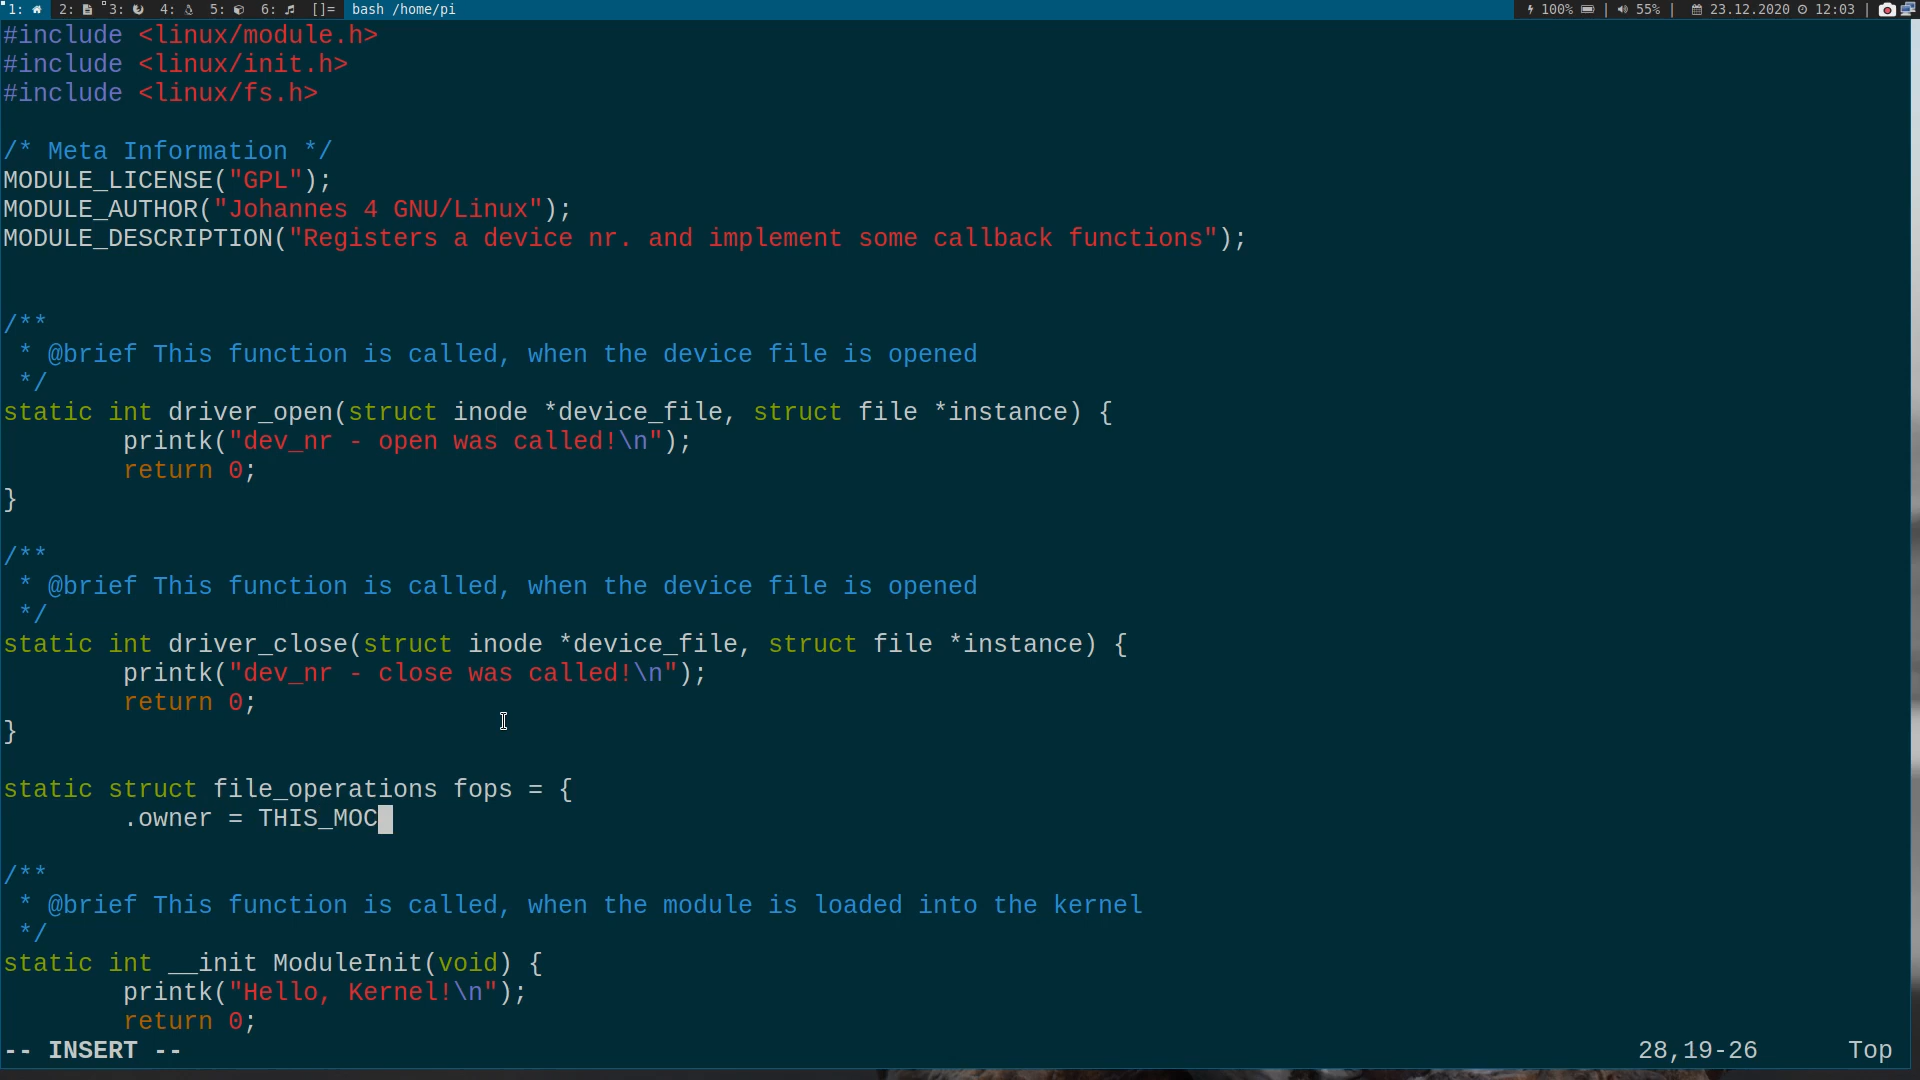 1: 2: 3: 4: 5: 6: []= bash /home/pi 100% | 55% | 23.12.2020 12:03 |
#include <linux/module.h>
#include <linux/init.h>
#include <linux/fs.h>
/* Meta Information */
MODULE_LICENSE("GPL");
MODULE_AUTHOR("Johannes 4 GNU/Linux");
MODULE_DESCRIPTION("Registers a device nr. and implement some callback functions");
/**
 * @brief This function is called, when the device file is opened
 */
static int driver_open(struct inode *device_file, struct file *instance) {
        printk("dev_nr - open was called!\n");
        return 0;
}
/**
 * @brief This function is called, when the device file is opened
 */
static int driver_close(struct inode *device_file, struct file *instance) {
        printk("dev_nr - close was called!\n");
        return 0;
}
static struct file_operations fops = {
        .owner = THIS_MOC
/**
 * @brief This function is called, when the module is loaded into the kernel
 */
static int __init ModuleInit(void) {
        printk("Hello, Kernel!\n");
        return 0;
-- INSERT -- 28,19-26 Top